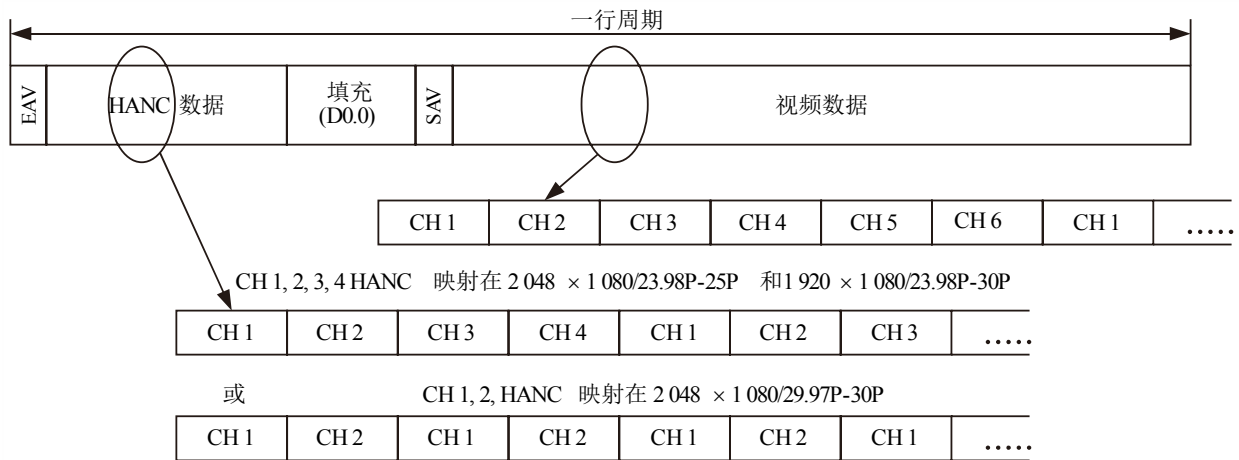 一行周期
EAV HANC 数据 填充 (D0.0) SAV 视频数据
CH 1 CH 2 CH 3 CH 4 CH 5 CH 6 CH 1 .....
CH 1, 2, 3, 4 HANC 映射在 2 048 × 1 080/23.98P-25P 和1 920 × 1 080/23.98P-30P
CH 1 CH 2 CH 3 CH 4 CH 1 CH 2 CH 3 .....
或 CH 1, 2, HANC 映射在 2 048 × 1 080/29.97P-30P
CH 1 CH 2 CH 1 CH 2 CH 1 CH 2 CH 1 .....